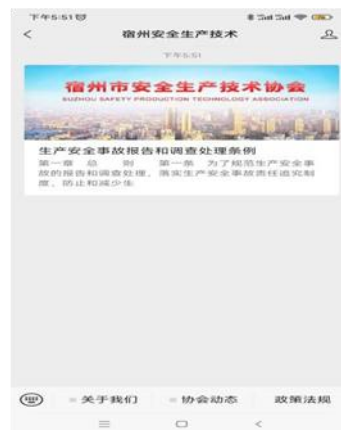 下午5:51
宿州安全生产技术
下午5:51
宿州市安全生产技术协会
SUZHOU SAFETY PRODUCTION TECHNOLOGY ASSOCIATION
生产安全事故报告和调查处理条例
第一章 总 则 第一条 为了规范生产安全事
故的报告和调查处理，落实生产安全事故责任追究制
度，防止和减少生
关于我们 协会动态 政策法规